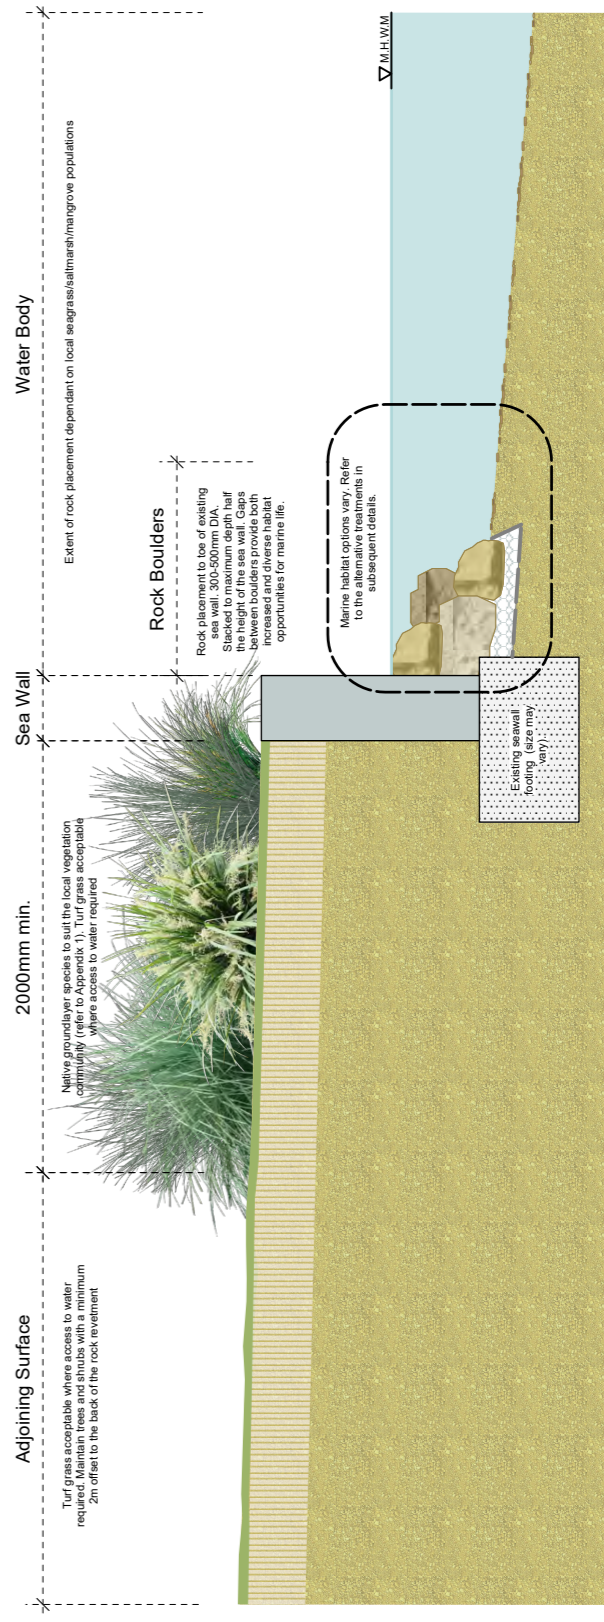 Adjoining Surface
2000mm min.
Sea Wall
Water Body
Turf grass acceptable where access to water
required. Maintain trees and shrubs with a minimum
2m offset to the back of the rock revetment
Native groundlayer species to suit the local vegetation
community (refer to Appendix 1). Turf grass acceptable
where access to water required
Extent of rock placement dependant on local seagrass/saltmarsh/mangrove populations
Rock Boulders
Rock placement to toe of existing
sea wall. 300-500mm DIA.
Stacked to maximum depth half
the height of the sea wall. Gaps
between boulders provide both
increased and diverse habitat
opportunities for marine life.
Marine habitat options vary. Refer
to the alternative treatments in
subsequent details.
M.H.W.M
Existing seawall
footing (size may
vary).